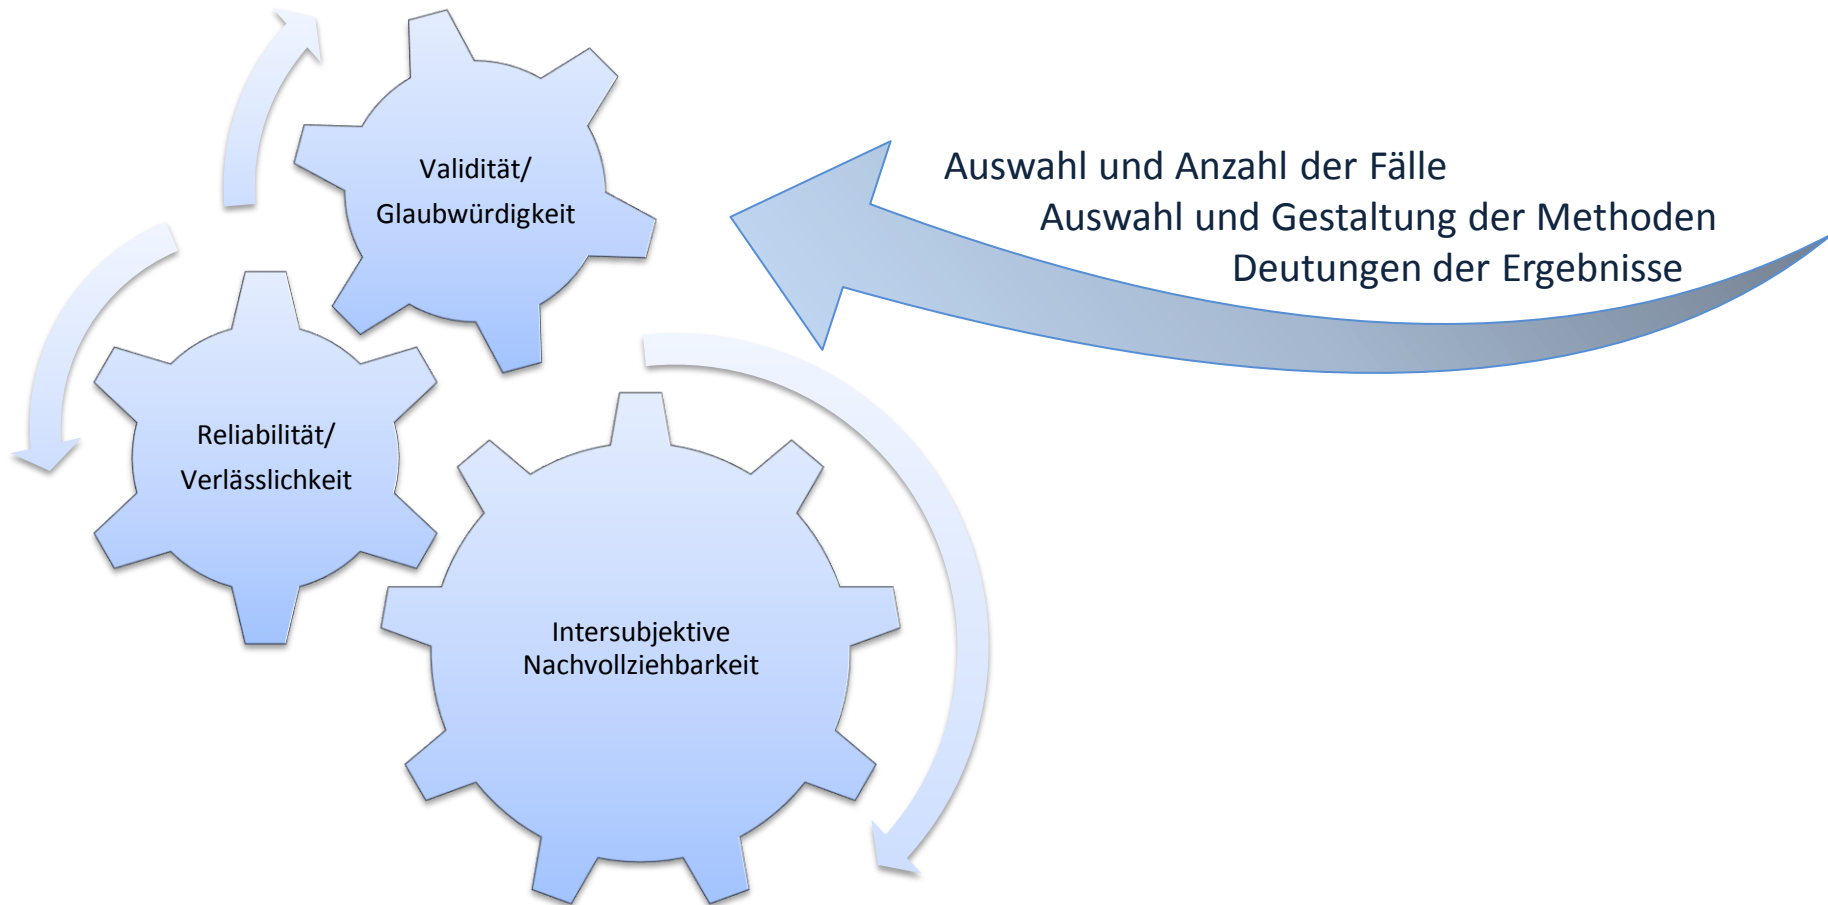 Validität/
Glaubwürdigkeit
Auswahl und Anzahl der Fälle
Auswahl und Gestaltung der Methoden
Deutungen der Ergebnisse
Reliabilität/
Verlässlichkeit
Intersubjektive
Nachvollziehbarkeit